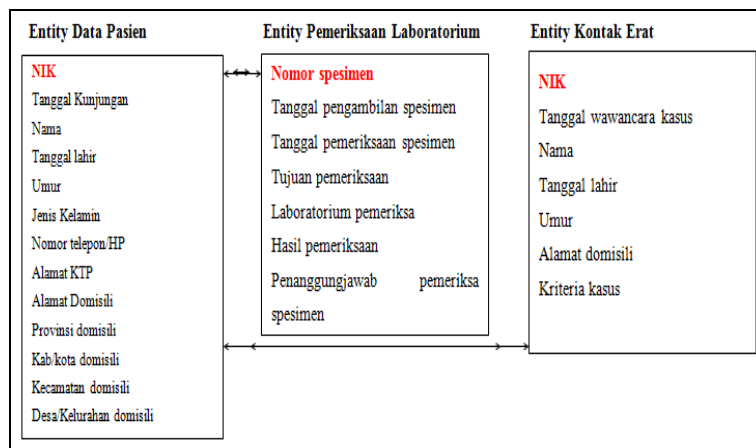 Entity Data Pasien
NIK
Tanggal Kunjungan
Nama
Tanggal lahir
Umur
Jenis Kelamin
Nomor telepon/HP
Alamat KTP
Alamat Domisili
Provinsi domisili
Kab/kota domisili
Kecamatan domisili
Desa/Kelurahan domisili
Entity Pemeriksaan Laboratorium
Nomor spesimen
Tanggal pengambilan spesimen
Tanggal pemeriksaan spesimen
Tujuan pemeriksaan
Laboratorium pemeriksa
Hasil pemeriksaan
Penanggungjawab pemeriksa
spesimen
Entity Kontak Erat
NIK
Tanggal wawancara kasus
Nama
Tanggal lahir
Umur
Alamat domisili
Kriteria kasus